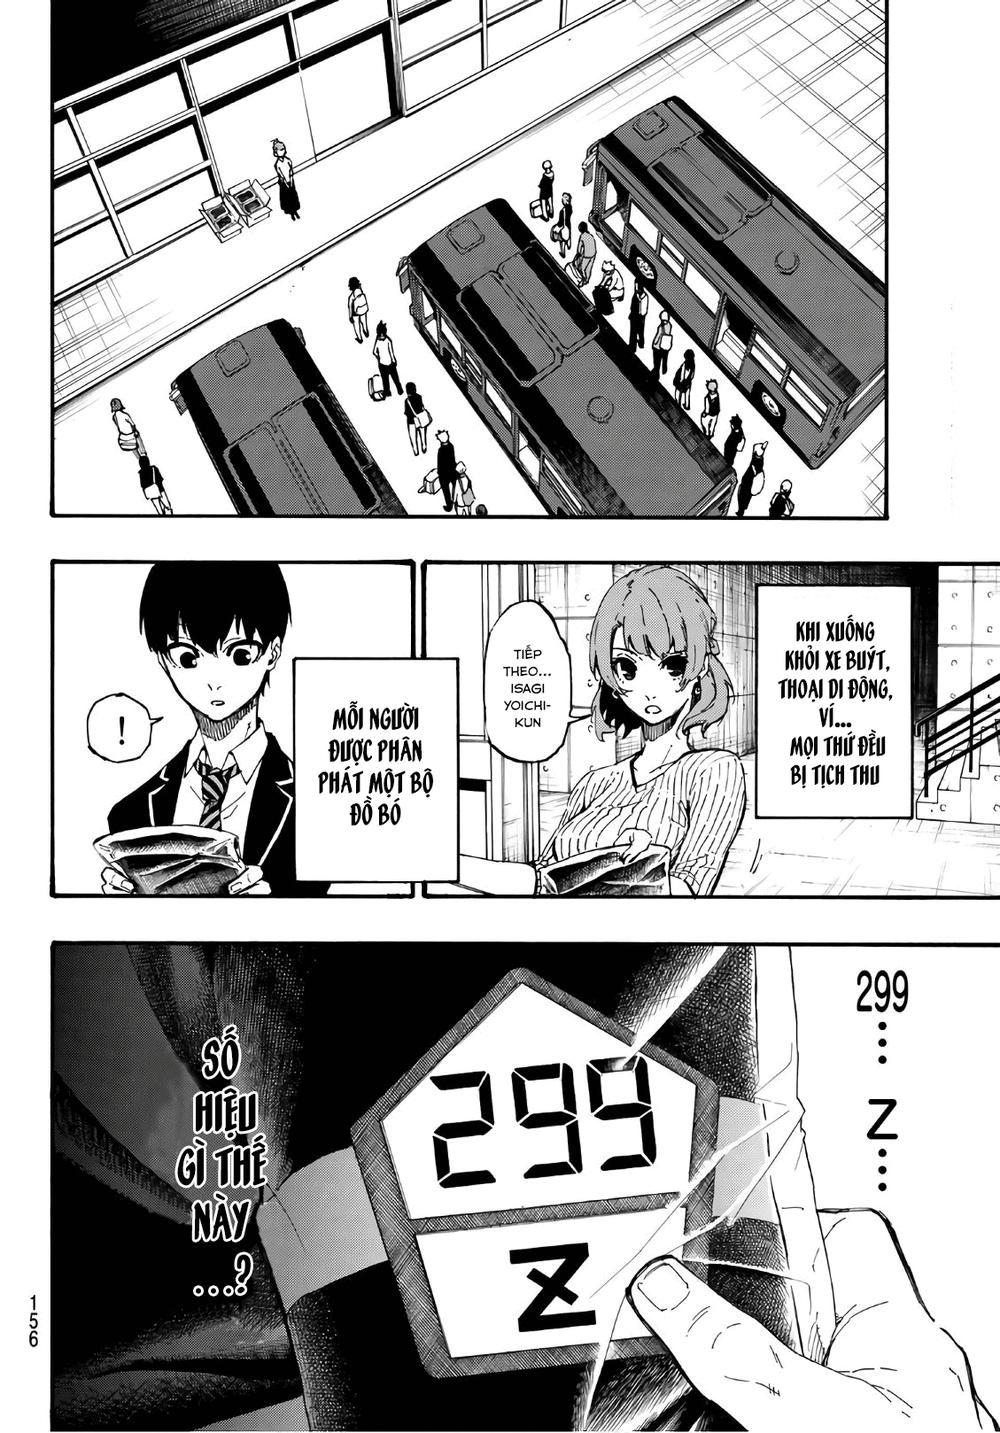 KHI XUỐNG
KHỎI XE BUÝT,
THOẠI DI ĐỘNG,
VÍ...
MỌI THỨ ĐỀU
BỊ TỊCH THU
TIẾP
THEO...
ISAGI
YOICHI-
KUN
MỖI NGƯỜI
ĐƯỢC PHÂN
PHÁT MỘT BỘ
ĐỒ BÓ
!
299
...
Z
...
299
Z
SỐ
HIỆU
GÌ THẾ
NÀY
...?
156